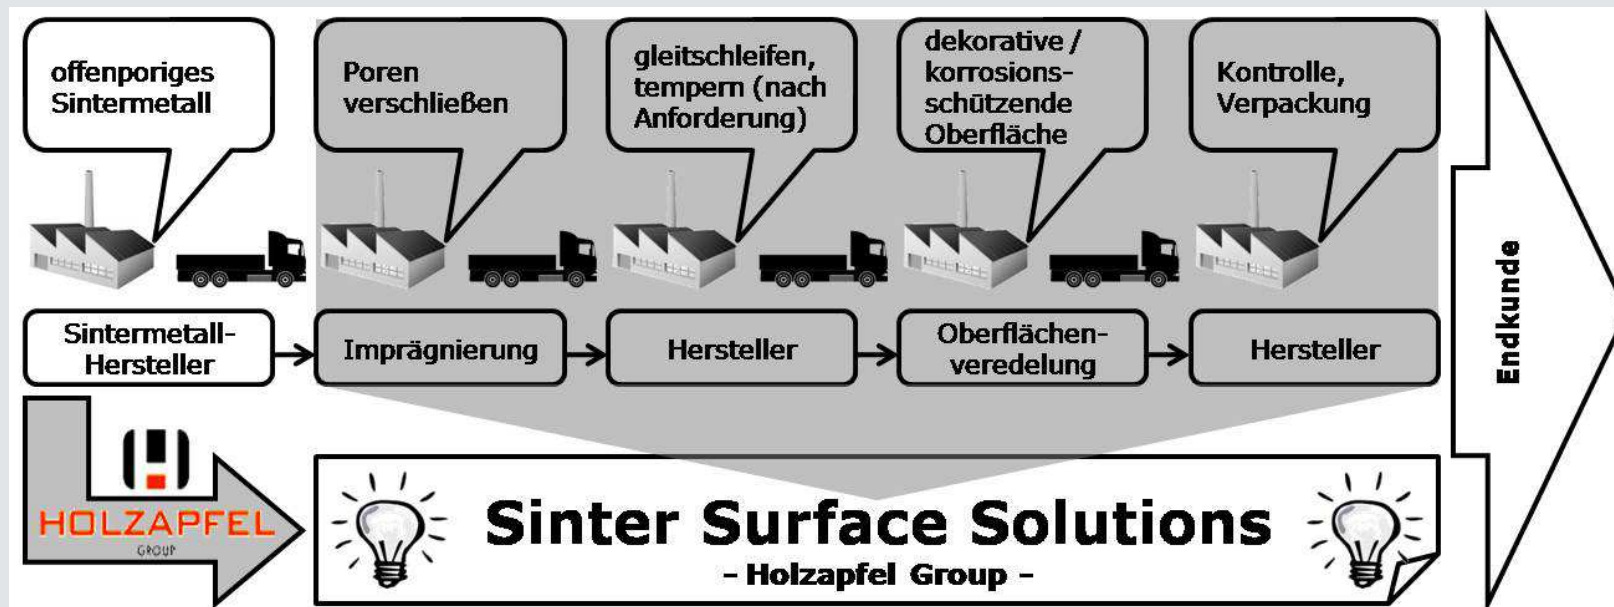 offenporiges
Sintermetall
Poren
verschließen
gleitschleifen,
tempern (nach
Anforderung)
dekorative /
korrosions-
schützende
Oberfläche
Kontrolle,
Verpackung
Sintermetall-
Hersteller
Imprägnierung
Hersteller
Oberflächen-
veredelung
Hersteller
Endkunde
HOLZAPFEL
GROUP
Sinter Surface Solutions
- Holzapfel Group -